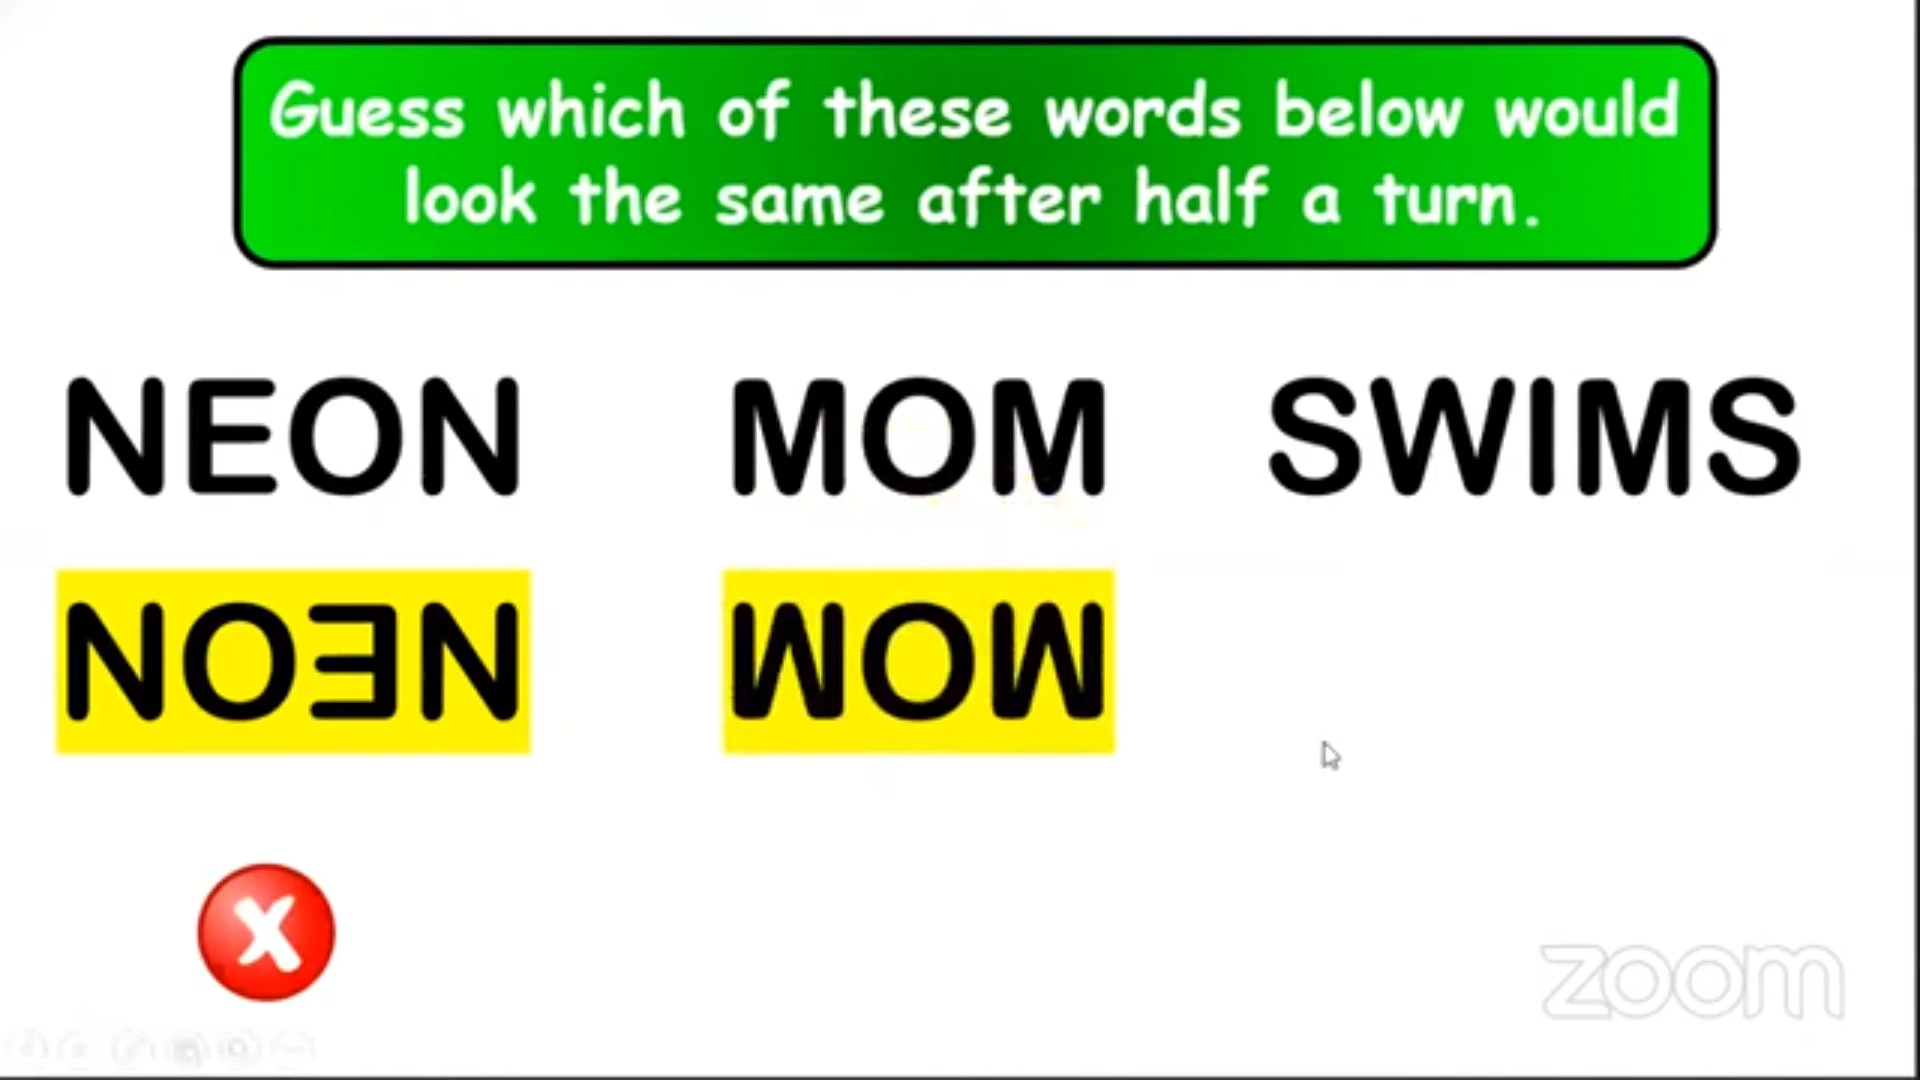 Guess which of these words below would
look the same after half a turn.
NEON MOM SWIMS
NOƎN WOW
X
zoom